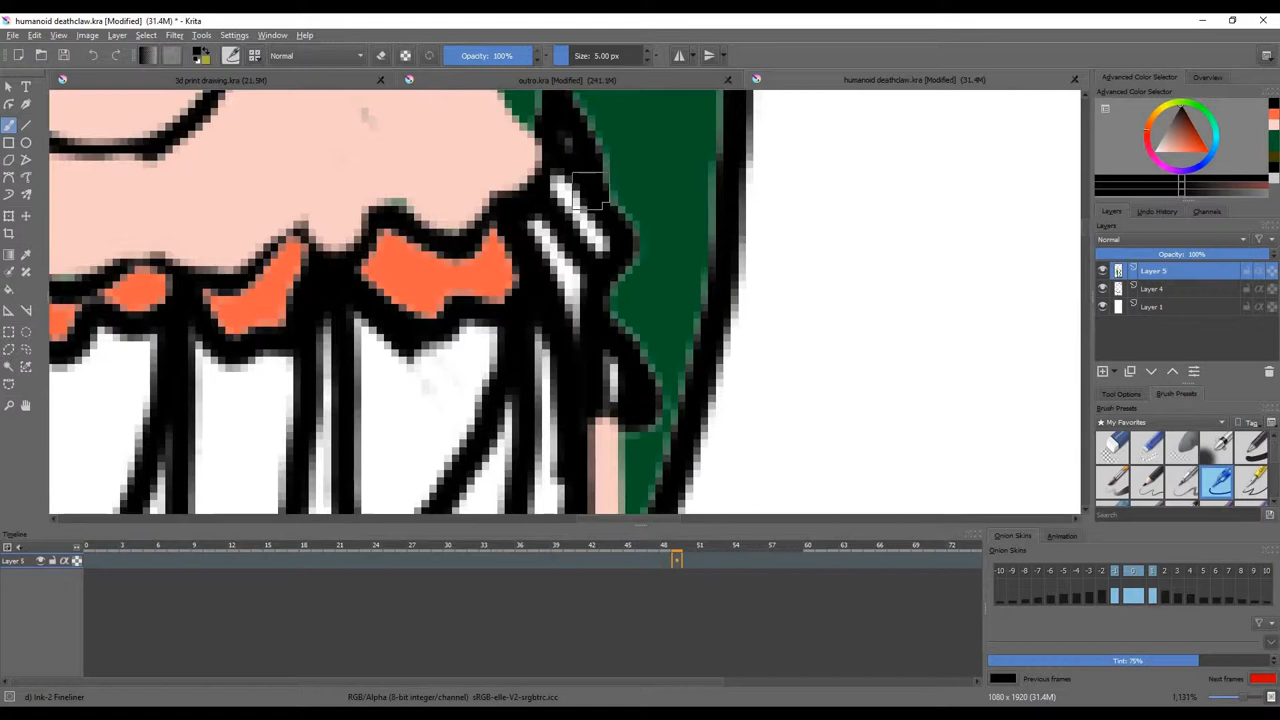 humanoid deathclaw.kra [Modified] (31.4M) * - Krita
File Edit View Image Layer Select Filter Tools Settings Window Help
Normal Opacity: 100% Size: 5.00 px
3d print drawing.kra (21.5M) outro.kra [Modified] (241.1M) humanoid deathclaw.kra [Modified] (31.4M)
Advanced Color Selector Overview
Advanced Color Selector
Layers Undo History Channels
Layers
Normal
Opacity: 100%
Layer 5
Layer 4
Layer 1
Tool Options Brush Presets
Brush Presets
My Favorites Tag
Search
Timeline
0 3 6 9 12 15 18 21 24 27 30 33 36 39 42 45 48 51 54 57 60 63 66 69 72
Layer 5
Onion Skins Animation
Onion Skins
-10 -9 -8 -7 -6 -5 -4 -3 -2 -1 0 1 2 3 4 5 6 7 8 9 10
Tint: 75%
Previous frames Next frames
d) Ink-2 Fineliner RGB/Alpha (8-bit integer/channel) sRGB-elle-V2-srgbtrc.icc 1080 x 1920 (31.4M) 1,131%